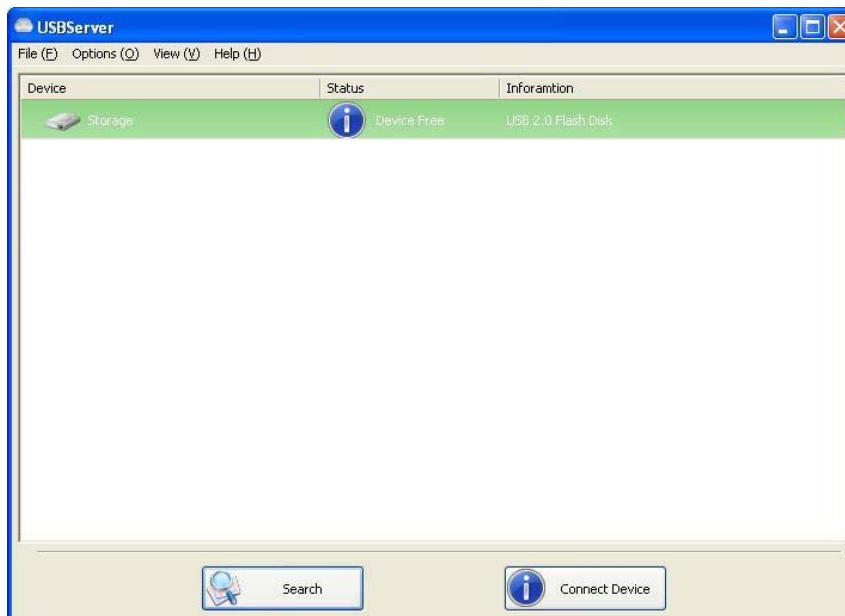 USBServer
File (F) Options (O) View (V) Help (H)
Device Status Inforamtion
Storage Device Free USB 2.0 Flash Disk
Search Connect Device